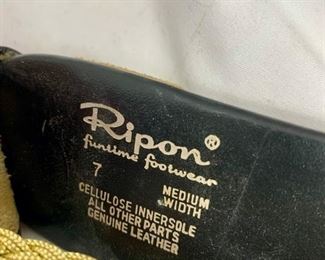 Ripon®
funtime footwear
7 MEDIUM
WIDTH
CELLULOSE INNERSOLE
ALL OTHER PARTS
GENUINE LEATHER